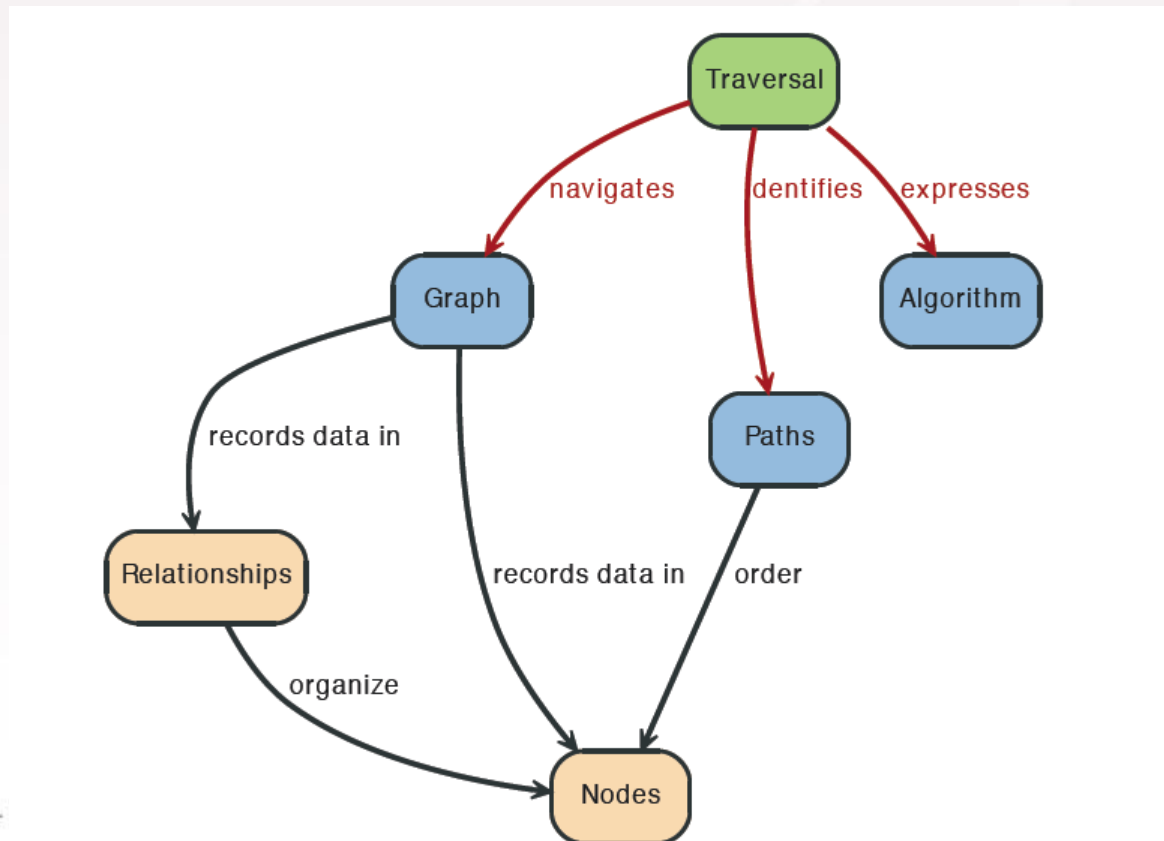 Traversal
navigates
dentifies
expresses
Graph
Algorithm
records data in
Paths
Relationships
records data in
order
organize
Nodes